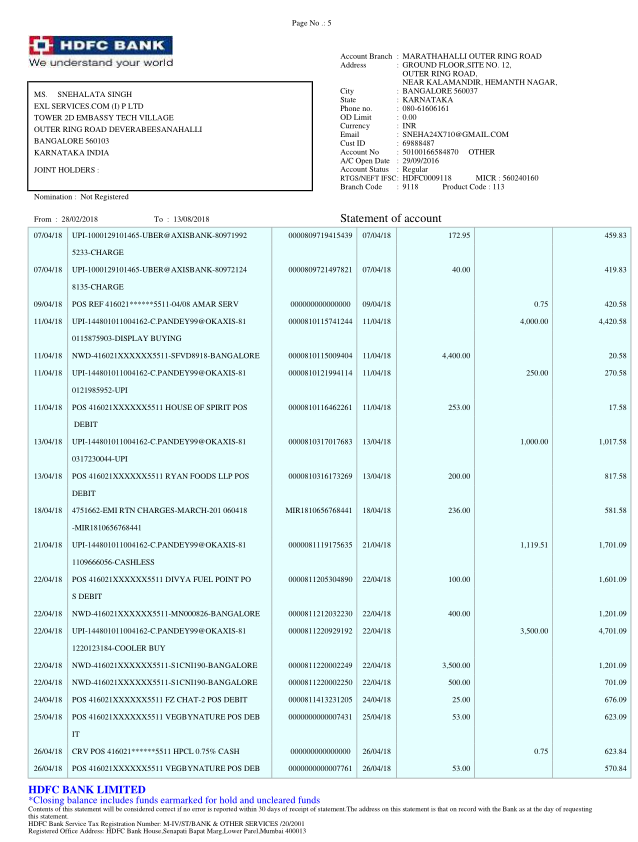 Page No .: 5
HDFC BANK
We understand your world
Account Branch : MARATHAHALLI OUTER RING ROAD
Address : GROUND FLOOR,SITE NO. 12,
OUTER RING ROAD,
NEAR KALAMANDIR, HEMANTH NAGAR,
City : BANGALORE 560037
State : KARNATAKA
Phone no. : 080-61606161
OD Limit : 0.00
Currency : INR
Email : SNEHA24X710@GMAIL.COM
Cust ID : 69888487
Account No : 50100166584870 OTHER
A/C Open Date : 29/09/2016
Account Status : Regular
RTGS/NEFT IFSC: HDFC0009118 MICR : 560240160
Branch Code : 9118 Product Code : 113
MS. SNEHALATA SINGH
EXL SERVICES.COM (I) P LTD
TOWER 2D EMBASSY TECH VILLAGE
OUTER RING ROAD DEVERABEESANAHALLI
BANGALORE 560103
KARNATAKA INDIA
JOINT HOLDERS :
Nomination : Not Registered
From : 28/02/2018 To : 13/08/2018 Statement of account
07/04/18 UPI-1000129101465-UBER@AXISBANK-80971992 0000809719415439 07/04/18 172.95 459.83
5233-CHARGE
07/04/18 UPI-1000129101465-UBER@AXISBANK-80972124 0000809721497821 07/04/18 40.00 419.83
8135-CHARGE
09/04/18 POS REF 416021******5511-04/08 AMAR SERV 000000000000000 09/04/18 0.75 420.58
11/04/18 UPI-144801011004162-C.PANDEY99@OKAXIS-81 0000810115741244 11/04/18 4,000.00 4,420.58
0115875903-DISPLAY BUYING
11/04/18 NWD-416021XXXXXX5511-SFVD8918-BANGALORE 0000810115009404 11/04/18 4,400.00 20.58
11/04/18 UPI-144801011004162-C.PANDEY99@OKAXIS-81 0000810121994114 11/04/18 250.00 270.58
0121985952-UPI
11/04/18 POS 416021XXXXXX5511 HOUSE OF SPIRIT POS 0000810116462261 11/04/18 253.00 17.58
DEBIT
13/04/18 UPI-144801011004162-C.PANDEY99@OKAXIS-81 0000810317017683 13/04/18 1,000.00 1,017.58
0317230044-UPI
13/04/18 POS 416021XXXXXX5511 RYAN FOODS LLP POS 0000810316173269 13/04/18 200.00 817.58
DEBIT
18/04/18 4751662-EMI RTN CHARGES-MARCH-201 060418 MIR1810656768441 18/04/18 236.00 581.58
-MIR1810656768441
21/04/18 UPI-144801011004162-C.PANDEY99@OKAXIS-81 0000081119175635 21/04/18 1,119.51 1,701.09
1109666056-CASHLESS
22/04/18 POS 416021XXXXXX5511 DIVYA FUEL POINT PO 0000811205304890 22/04/18 100.00 1,601.09
S DEBIT
22/04/18 NWD-416021XXXXXX5511-MN000826-BANGALORE 0000811212032230 22/04/18 400.00 1,201.09
22/04/18 UPI-144801011004162-C.PANDEY99@OKAXIS-81 0000811220929192 22/04/18 3,500.00 4,701.09
1220123184-COOLER BUY
22/04/18 NWD-416021XXXXXX5511-S1CNI190-BANGALORE 0000811220002249 22/04/18 3,500.00 1,201.09
22/04/18 NWD-416021XXXXXX5511-S1CNI190-BANGALORE 0000811220002250 22/04/18 500.00 701.09
24/04/18 POS 416021XXXXXX5511 FZ CHAT-2 POS DEBIT 0000811413231205 24/04/18 25.00 676.09
25/04/18 POS 416021XXXXXX5511 VEGBYNATURE POS DEB 0000000000007431 25/04/18 53.00 623.09
IT
26/04/18 CRV POS 416021******5511 HPCL 0.75% CASH 000000000000000 26/04/18 0.75 623.84
26/04/18 POS 416021XXXXXX5511 VEGBYNATURE POS DEB 0000000000007761 26/04/18 53.00 570.84
HDFC BANK LIMITED
*Closing balance includes funds earmarked for hold and uncleared funds
Contents of this statement will be considered correct if no error is reported within 30 days of receipt of statement.The address on this statement is that on record with the Bank as at the day of requesting
this statement.
HDFC Bank Service Tax Registration Number: M-IV/ST/BANK & OTHER SERVICES /20/2001
Registered Office Address: HDFC Bank House,Senapati Bapat Marg,Lower Parel,Mumbai 400013